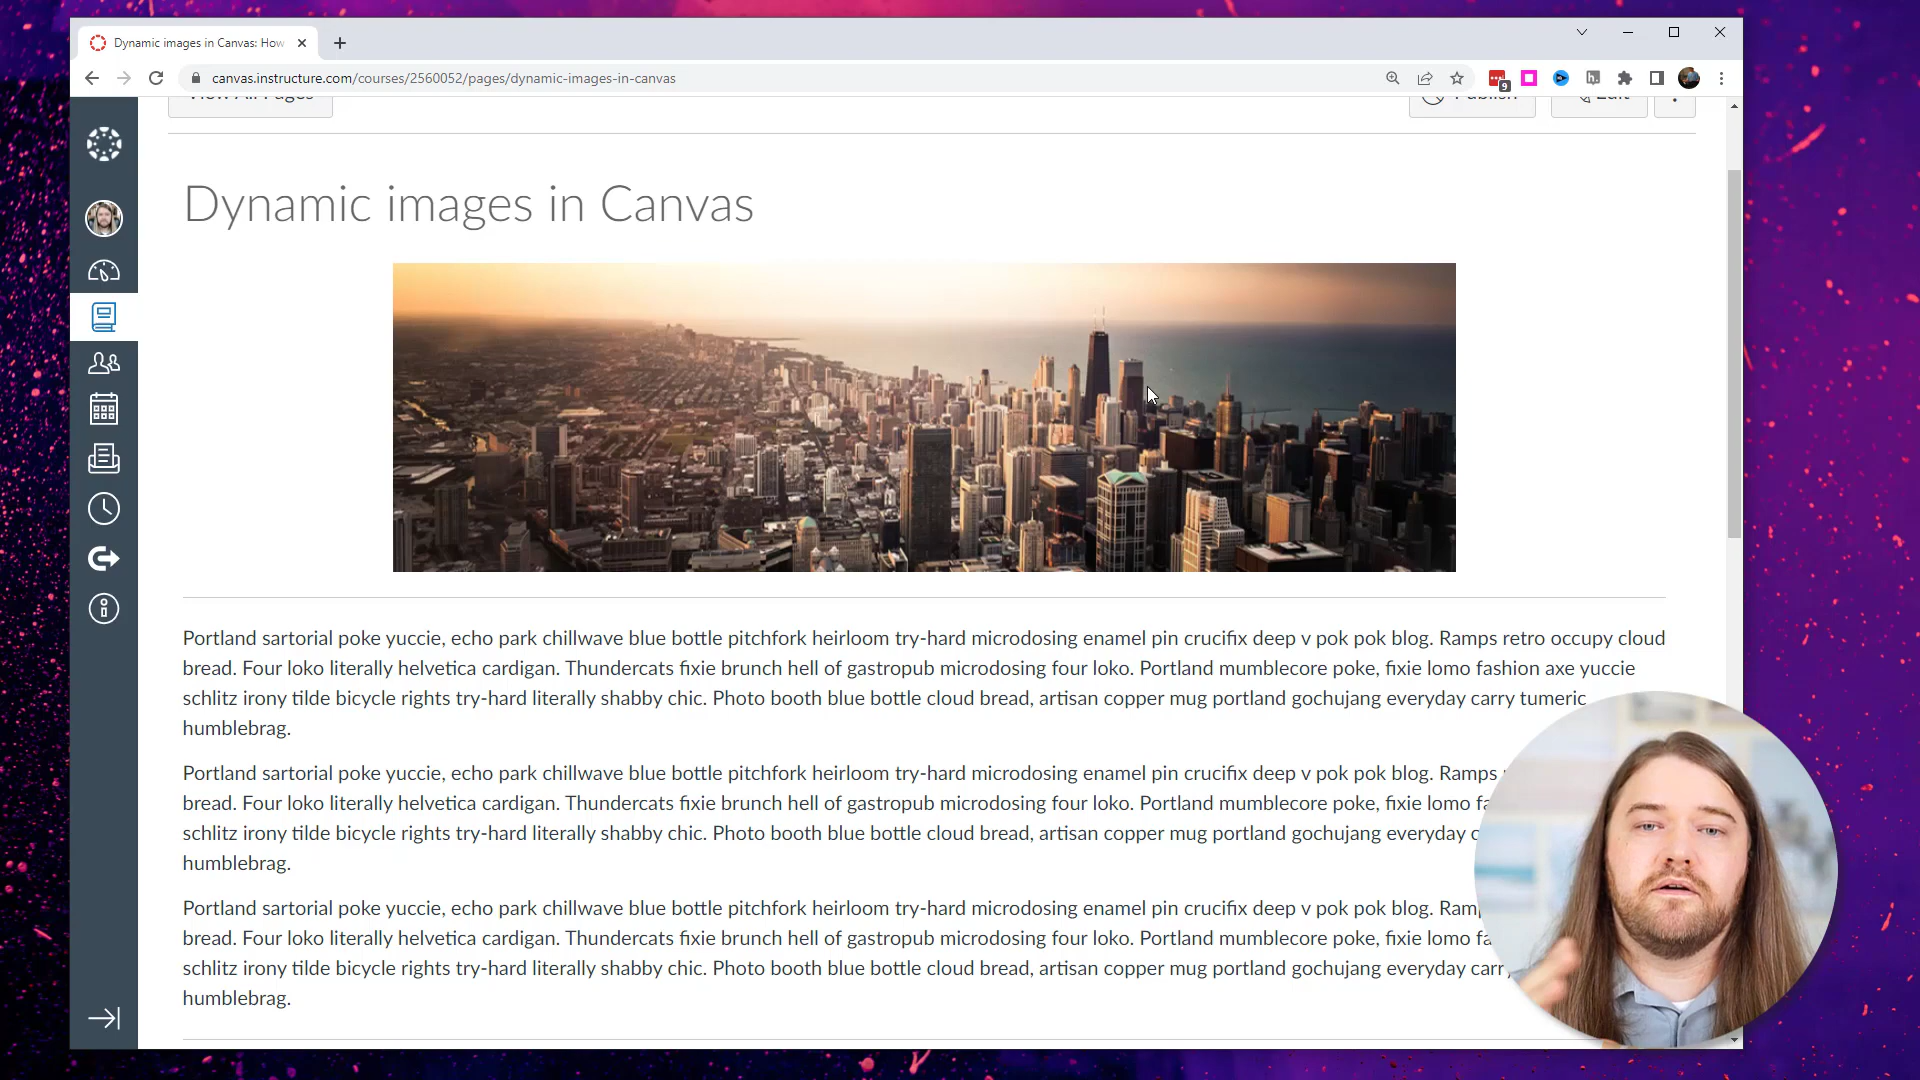 Dynamic images in Canvas: How
canvas.instructure.com/courses/2560052/pages/dynamic-images-in-canvas
9
View All Pages
Publish
Edit
Dynamic images in Canvas
Portland sartorial poke yuccie, echo park chillwave blue bottle pitchfork heirloom try-hard microdosing enamel pin crucifix deep v pok pok blog. Ramps retro occupy cloud
bread. Four loko literally helvetica cardigan. Thundercats fixie brunch hell of gastropub microdosing four loko. Portland mumblecore poke, fixie lomo fashion axe yuccie
schlitz irony tilde bicycle rights try-hard literally shabby chic. Photo booth blue bottle cloud bread, artisan copper mug portland gochujang everyday carry tumeric
humblebrag.
Portland sartorial poke yuccie, echo park chillwave blue bottle pitchfork heirloom try-hard microdosing enamel pin crucifix deep v pok pok blog. Ramps
bread. Four loko literally helvetica cardigan. Thundercats fixie brunch hell of gastropub microdosing four loko. Portland mumblecore poke, fixie lomo
schlitz irony tilde bicycle rights try-hard literally shabby chic. Photo booth blue bottle cloud bread, artisan copper mug portland gochujang everyday
humblebrag.
Portland sartorial poke yuccie, echo park chillwave blue bottle pitchfork heirloom try-hard microdosing enamel pin crucifix deep v pok pok blog.
bread. Four loko literally helvetica cardigan. Thundercats fixie brunch hell of gastropub microdosing four loko. Portland mumblecore poke, fixie lomo
schlitz irony tilde bicycle rights try-hard literally shabby chic. Photo booth blue bottle cloud bread, artisan copper mug portland gochujang everyday carry
humblebrag.